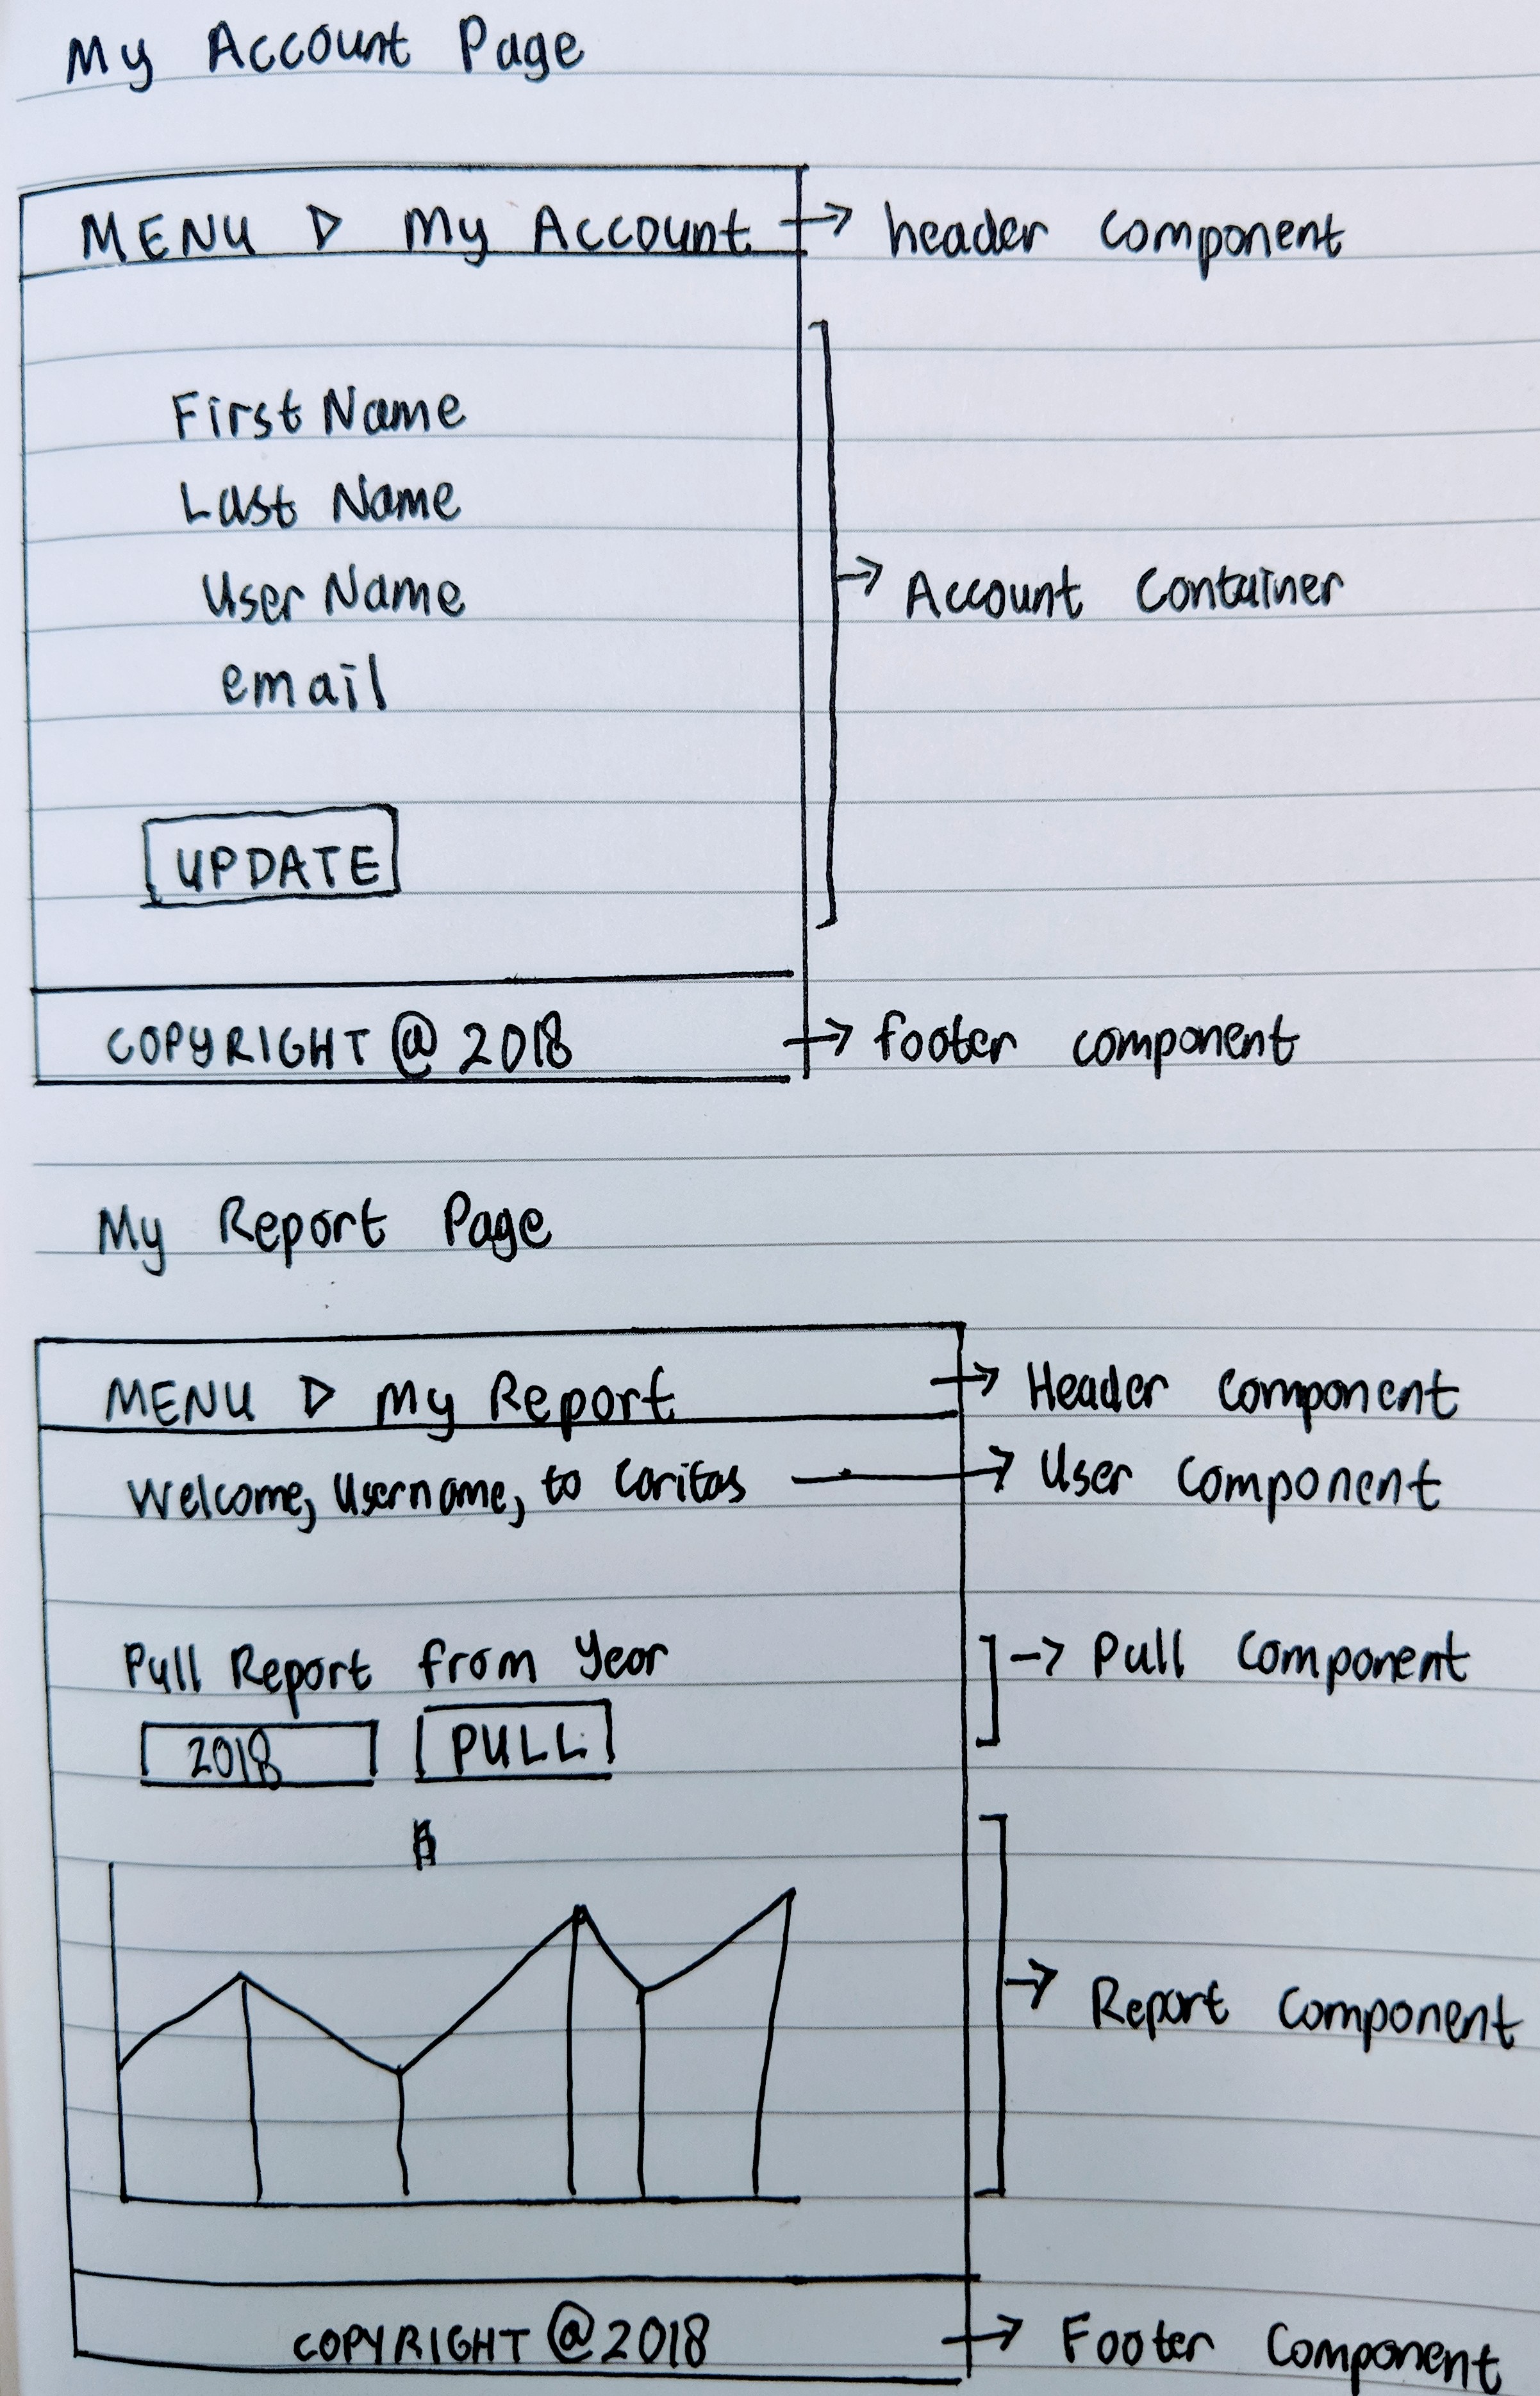 My Account Page
MENU ▷ My Account → header component
First Name
Last Name
User Name → Account Container
email
UPDATE
COPYRIGHT @ 2018 → footer component
My Report Page
MENU ▷ My Report → Header Component
Welcome, Username, to Caritas → User Component
Pull Report from Year → Pull Component
2018 PULL
→ Report Component
COPYRIGHT @ 2018 → Footer Component